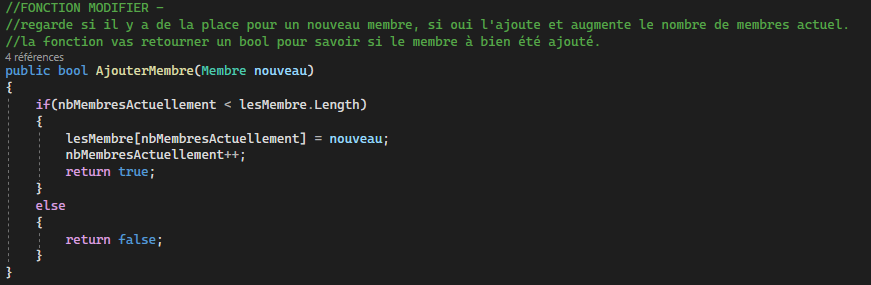 //FONCTION MODIFIER -
//regarde si il y a de la place pour un nouveau membre, si oui l'ajoute et augmente le nombre de membres actuel.
//la fonction vas retourner un bool pour savoir si le membre à bien été ajouté.
4 références
public bool AjouterMembre(Membre nouveau)
{
    if(nbMembresActuellement < lesMembre.Length)
    {
        lesMembre[nbMembresActuellement] = nouveau;
        nbMembresActuellement++;
        return true;
    }
    else
    {
        return false;
    }
}